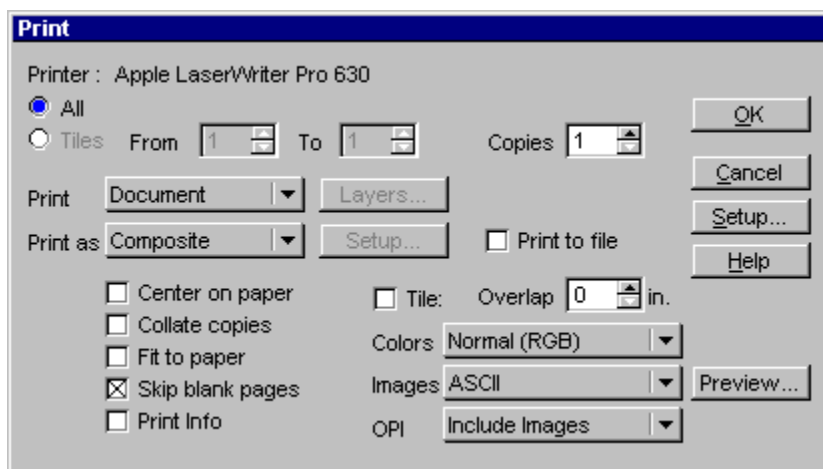 Print
Printer : Apple LaserWriter Pro 630
All
Tiles From 1 To 1 Copies 1 OK
Cancel
Print Document Layers... Setup...
Print as Composite Setup... Print to file Help
Center on paper Tile: Overlap 0 in.
Collate copies
Colors Normal (RGB)
Fit to paper
Skip blank pages Images ASCII Preview...
Print Info OPI Include Images